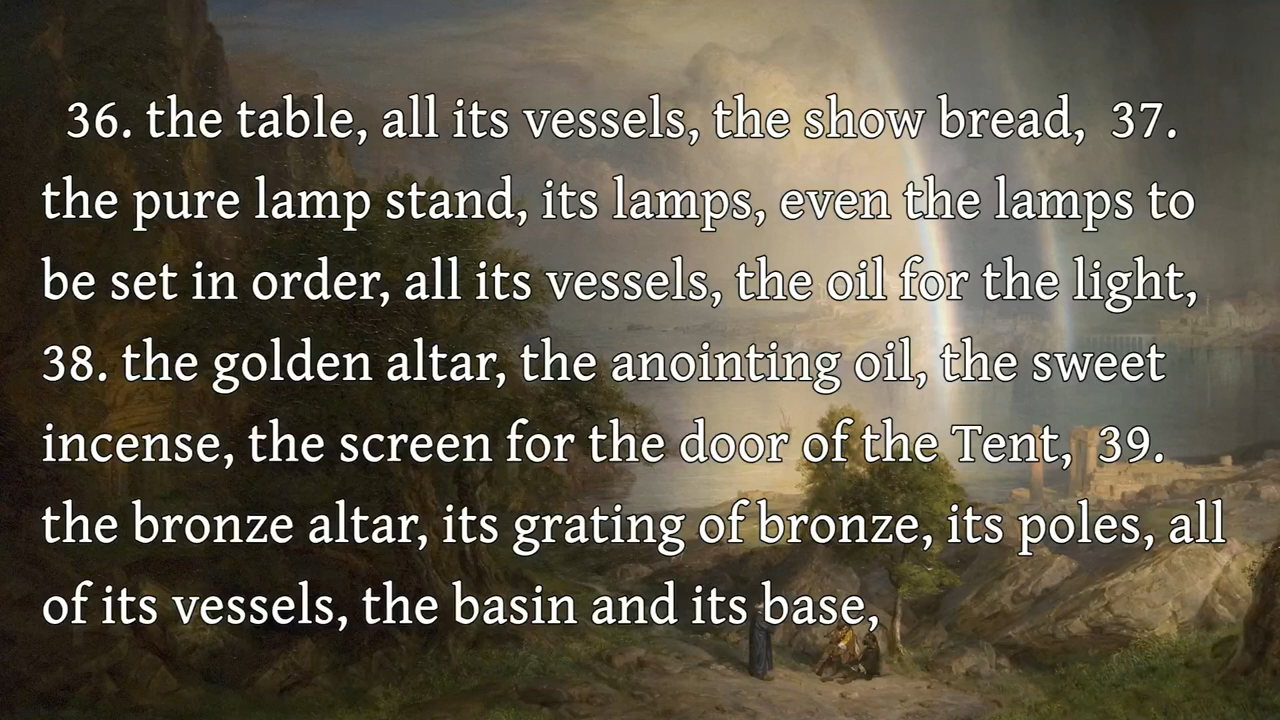 36. the table, all its vessels, the show bread, 37.
the pure lamp stand, its lamps, even the lamps to
be set in order, all its vessels, the oil for the light,
38. the golden altar, the anointing oil, the sweet
incense, the screen for the door of the Tent, 39.
the bronze altar, its grating of bronze, its poles, all
of its vessels, the basin and its base,